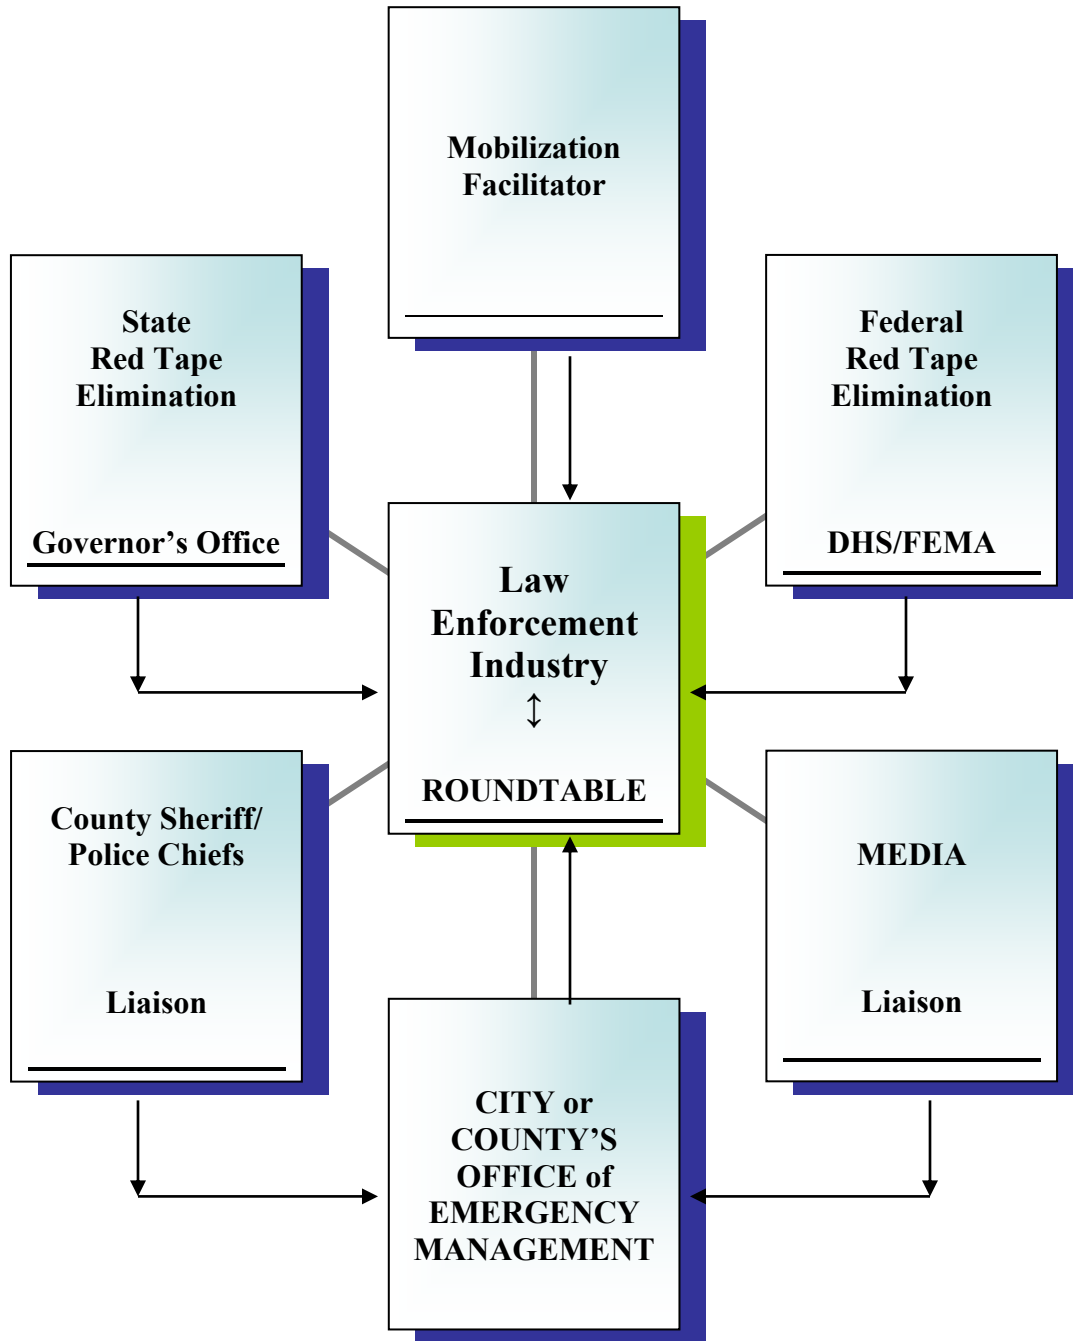 Mobilization
Facilitator
State
Red Tape
Elimination
Governor’s Office
Federal
Red Tape
Elimination
DHS/FEMA
Law
Enforcement
Industry
↕
ROUNDTABLE
County Sheriff/
Police Chiefs
Liaison
MEDIA
Liaison
CITY or
COUNTY’S
OFFICE of
EMERGENCY
MANAGEMENT